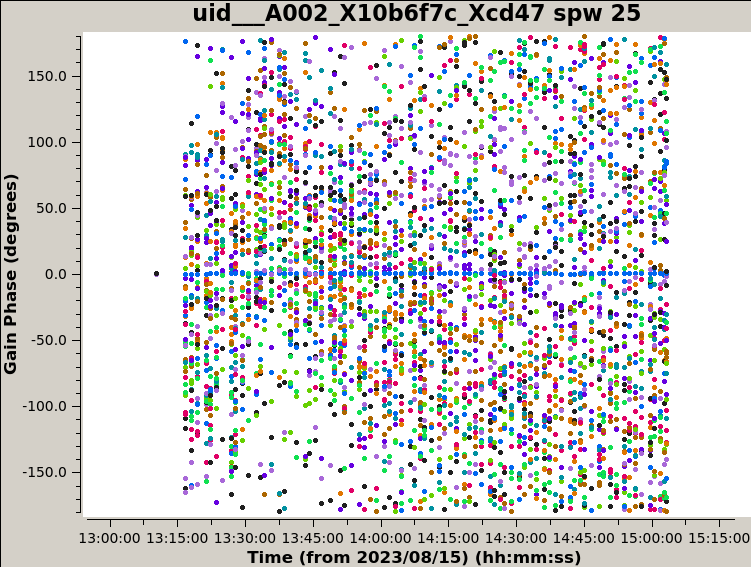 uid___A002_X10b6f7c_Xcd47 spw 25
Gain Phase (degrees)
150.0
100.0
50.0
0.0
-50.0
-100.0
-150.0
13:00:00 13:15:00 13:30:00 13:45:00 14:00:00 14:15:00 14:30:00 14:45:00 15:00:00 15:15:00
Time (from 2023/08/15) (hh:mm:ss)